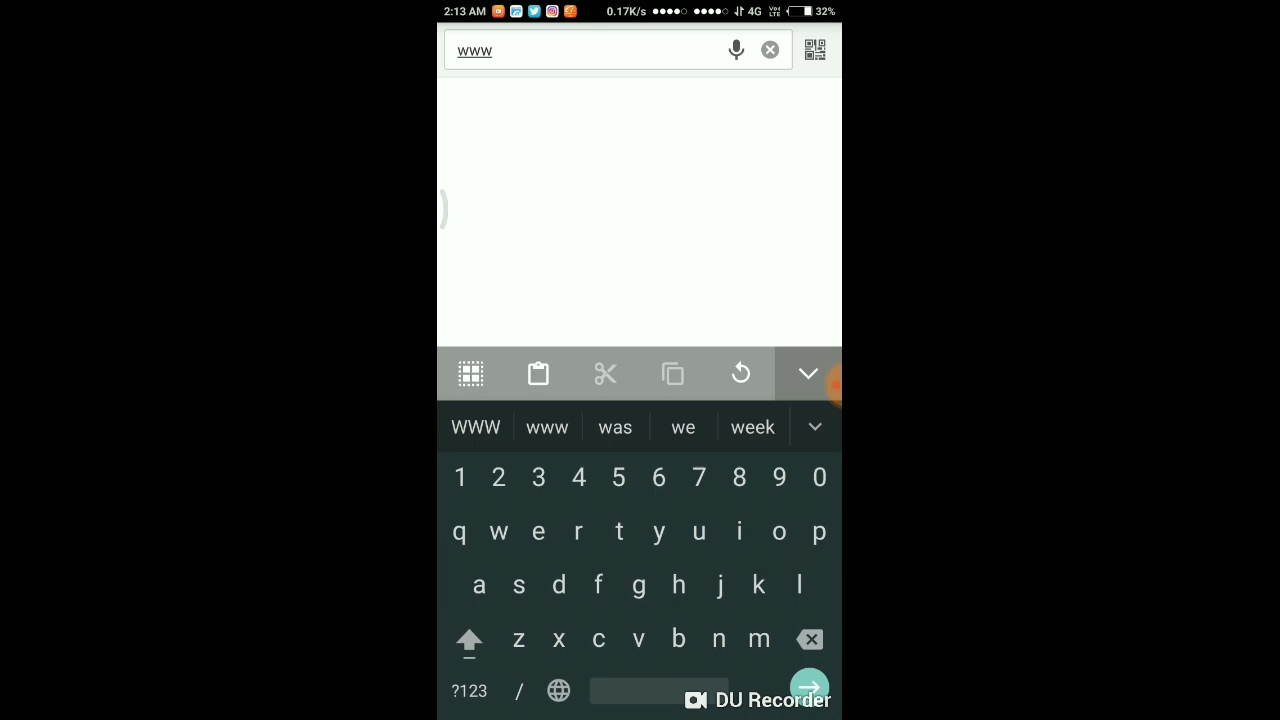 2:13 AM 0.17K/s 4G VoLTE 32%
www
WWW www was we week
1 2 3 4 5 6 7 8 9 0
q w e r t y u i o p
a s d f g h j k l
z x c v b n m
?123 /
DU Recorder